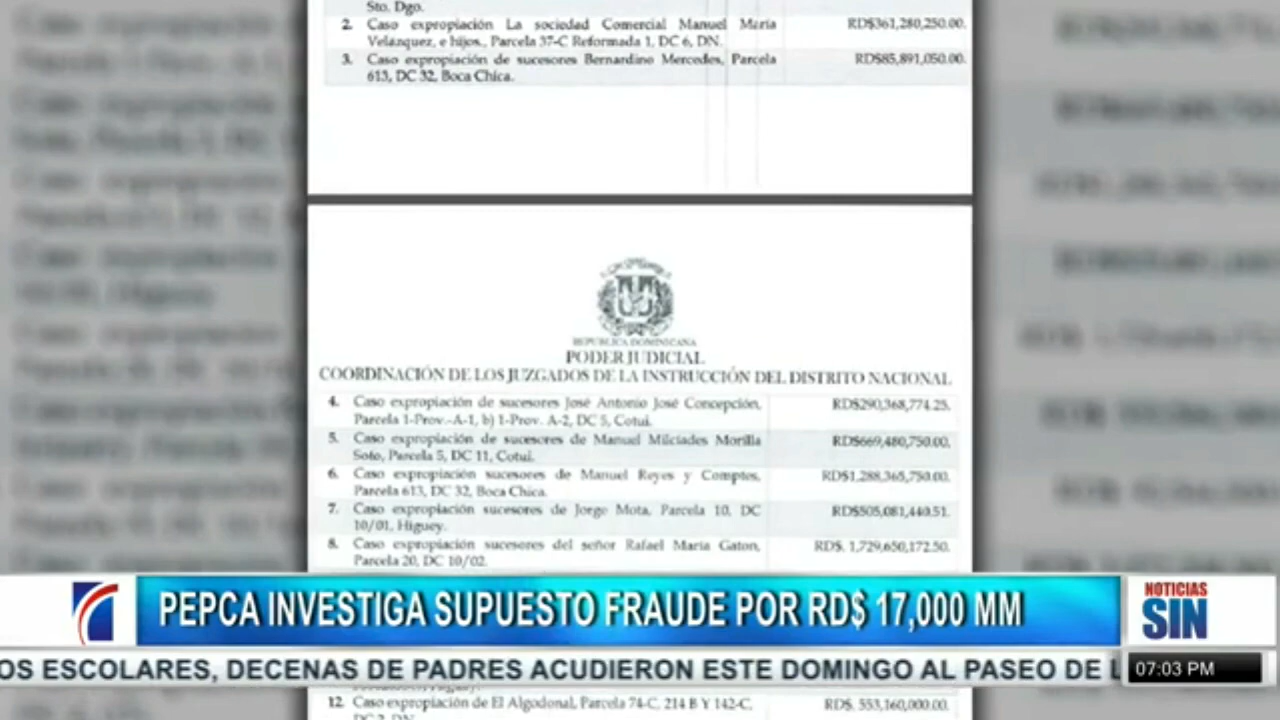 Sto. Dgo.
2. Caso expropiación La sociedad Comercial Manuel María RD$361,280,250.00.
Velázquez, e hijos., Parcela 37-C Reformada 1, DC 6, DN.
3. Caso expropiación de sucesores Bernardino Mercedes, Parcela RD$85,891,050.00.
613, DC 32, Boca Chica.
REPUBLICA DOMINICANA
PODER JUDICIAL
COORDINACIÓN DE LOS JUZGADOS DE LA INSTRUCCIÓN DEL DISTRITO NACIONAL
4. Caso expropiación de sucesores José Antonio José Concepción, RD$290,368,774.25.
Parcela 1-Prov.-A-1, b) 1-Prov. A-2, DC 5, Cotui.
5. Caso expropiación de sucesores de Manuel Milciades Morilla RD$669,480,750.00.
Soto, Parcela 5, DC 11, Cotui.
6. Caso expropiación sucesores de Manuel Reyes y Comptes, RD$1,288,365,750.00.
Parcela 613, DC 32, Boca Chica.
7. Caso expropiación sucesores de Jorge Mota, Parcela 10, DC RD$505,081,440.51.
10/01, Higuey.
8. Caso expropiación sucesores del señor Rafael María Gaton, RD$. 1,729,650,172.50.
Parcela 20, DC 10/02.
PEPCA INVESTIGA SUPUESTO FRAUDE POR RD$ 17,000 MM
NOTICIAS
SIN
OS ESCOLARES, DECENAS DE PADRES ACUDIERON ESTE DOMINGO AL PASEO DE L
07:03 PM
12. Caso expropiación de El Algodonal, Parcela 74-C, 214 B Y 142-C, RD$. 553,160,000.00.
DC 2, DN.